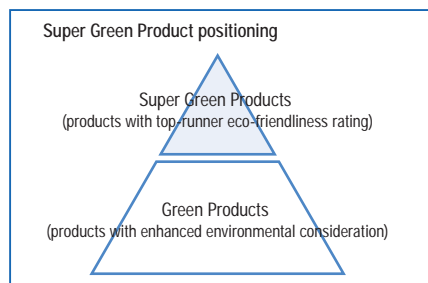 Super Green Product positioning
Super Green Products
(products with top-runner eco-friendliness rating)
Green Products
(products with enhanced environmental consideration)